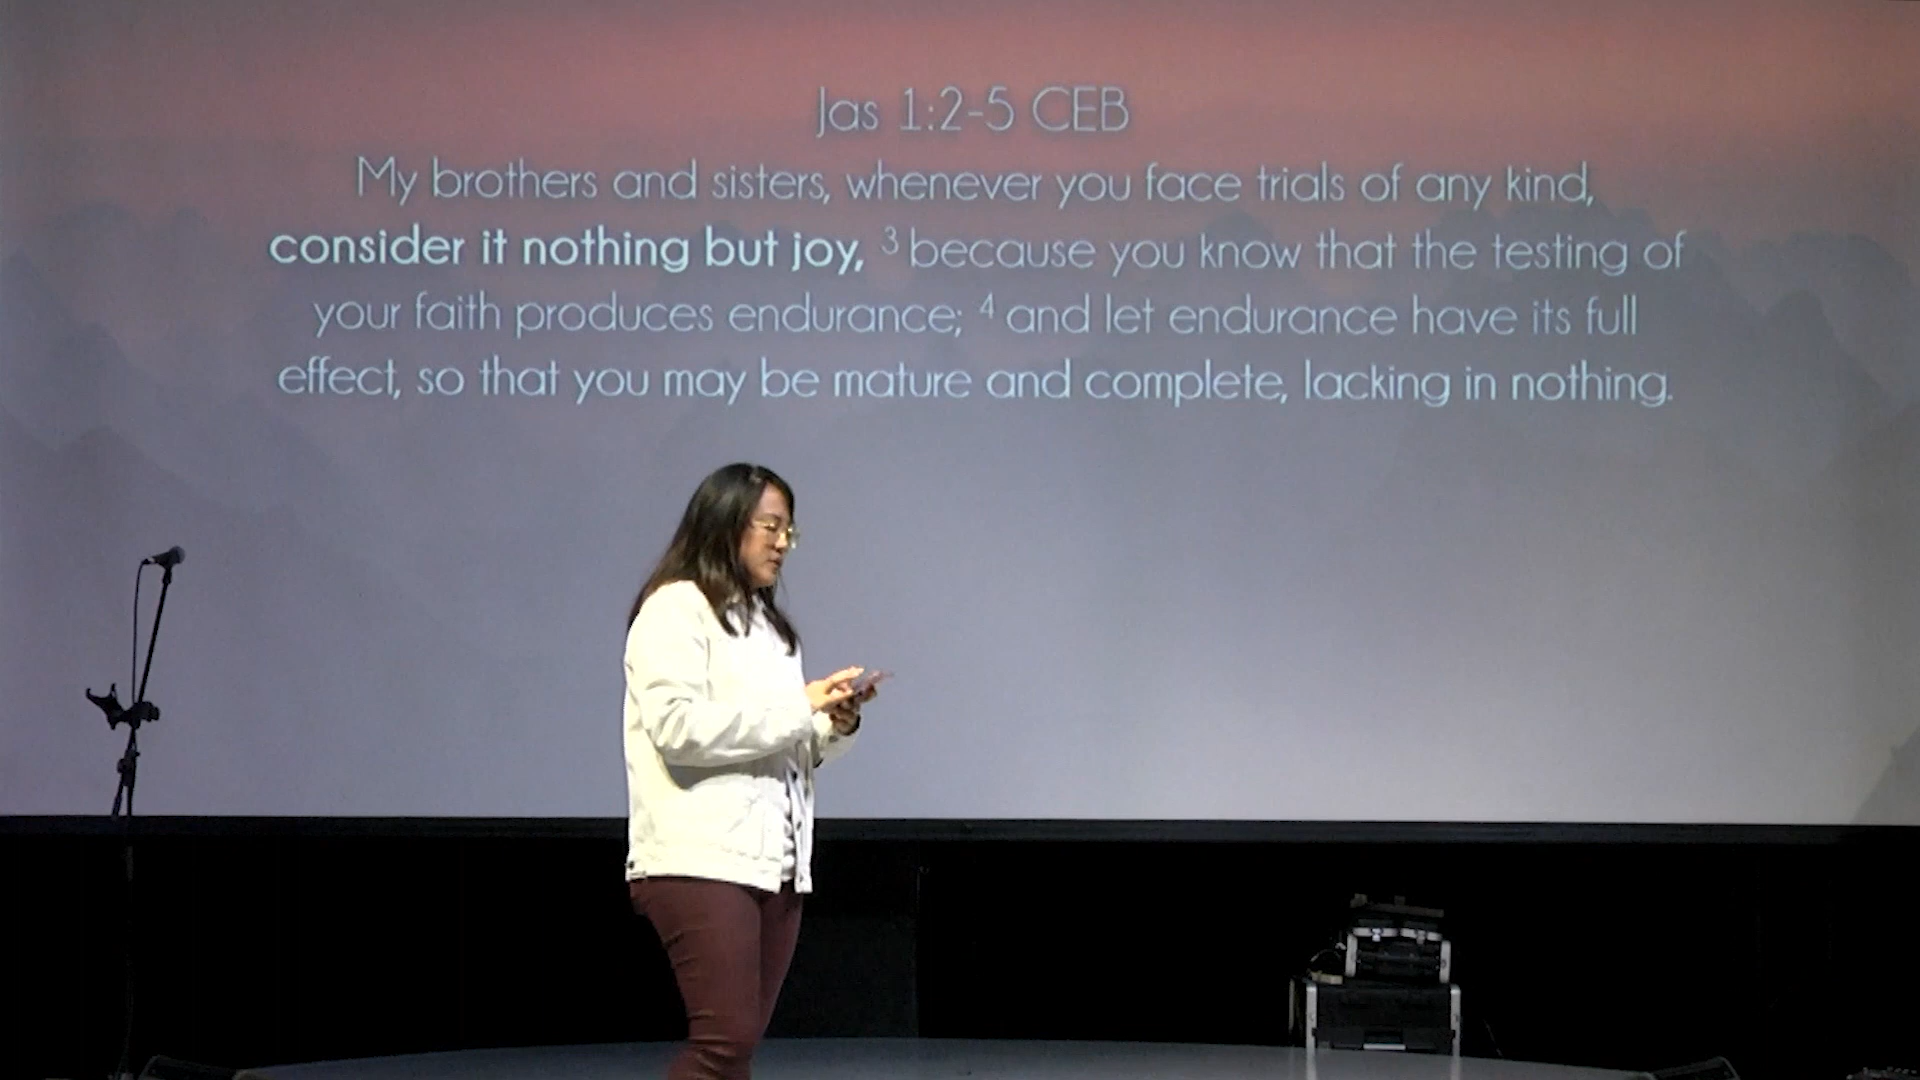 Jas 1:2-5 CEB
My brothers and sisters, whenever you face trials of any kind,
consider it nothing but joy, ³ because you know that the testing of
your faith produces endurance; ⁴ and let endurance have its full
effect, so that you may be mature and complete, lacking in nothing.